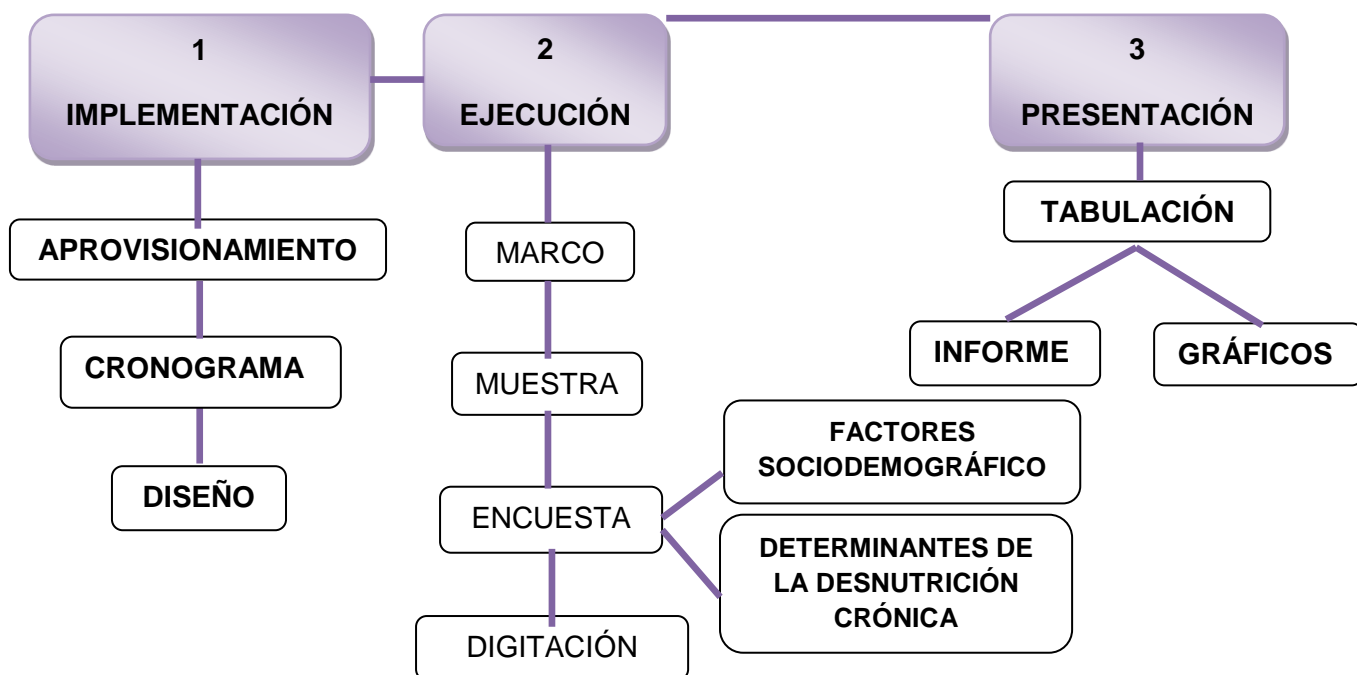 1
IMPLEMENTACIÓN
APROVISIONAMIENTO
CRONOGRAMA
DISEÑO
2
EJECUCIÓN
MARCO
MUESTRA
ENCUESTA
FACTORES
SOCIODEMOGRÁFICO
DETERMINANTES DE
LA DESNUTRICIÓN
CRÓNICA
DIGITACIÓN
3
PRESENTACIÓN
TABULACIÓN
INFORME
GRÁFICOS